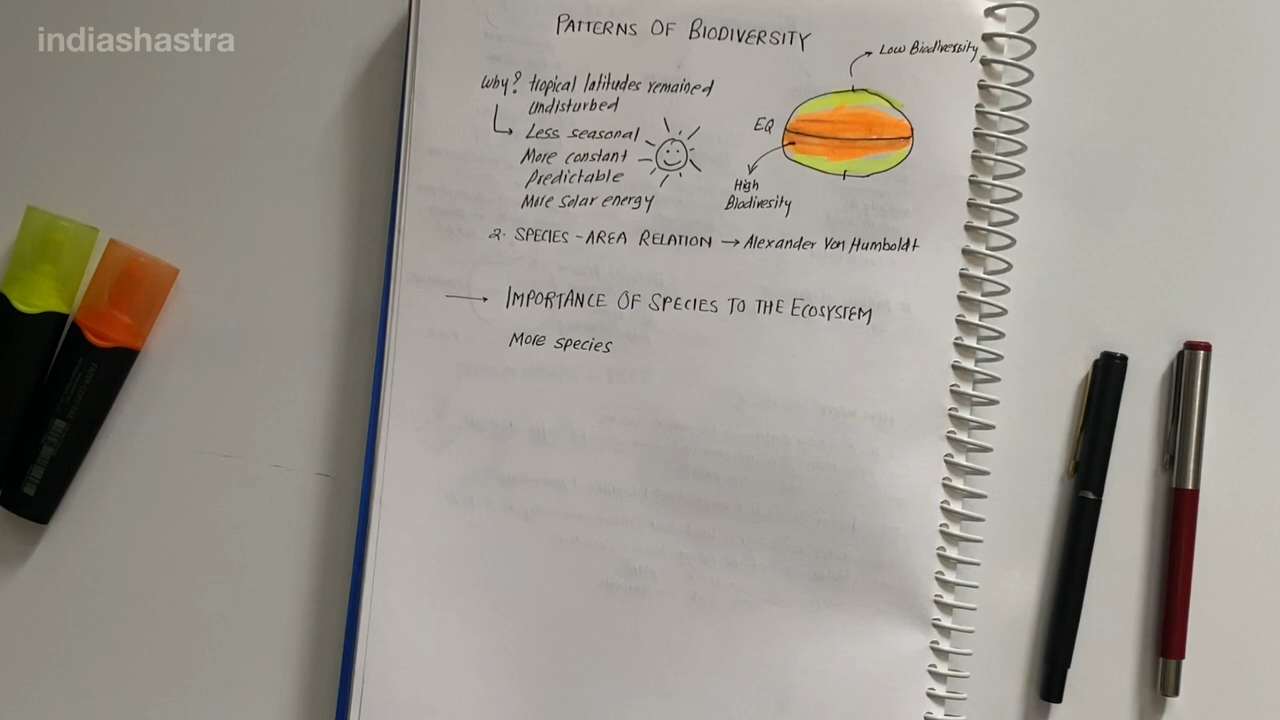 indiashastra
PATTERNS OF BIODIVERSITY
Low Biodiversity
Why? tropical latitudes remained
undisturbed
EQ
Less seasonal
More constant
Predictable
More solar energy
High
Biodiversity
2. SPECIES-AREA RELATION → Alexander Von Humboldt
→ IMPORTANCE OF SPECIES TO THE ECOSYSTEM
More species